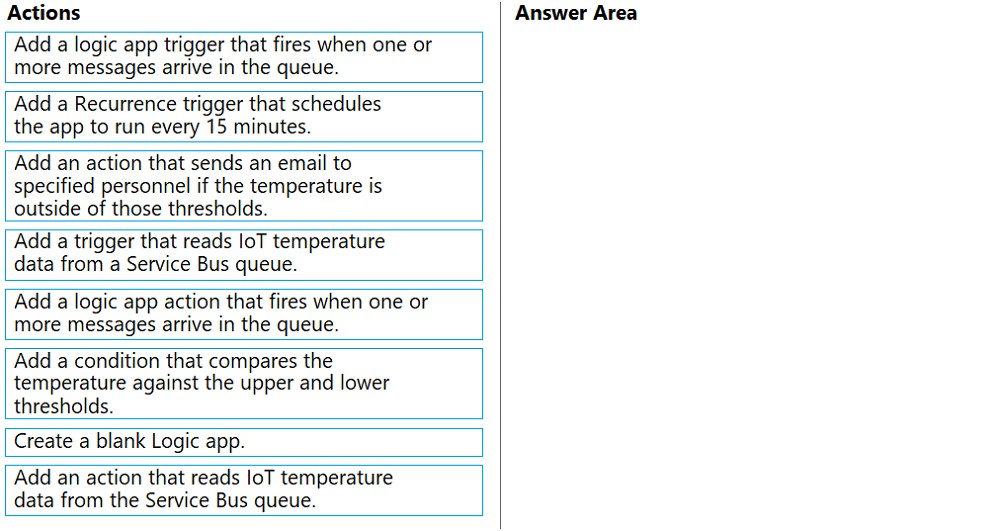 Actions
Add a logic app trigger that fires when one or
more messages arrive in the queue.
Add a Recurrence trigger that schedules
the app to run every 15 minutes.
Add an action that sends an email to
specified personnel if the temperature is
outside of those thresholds.
Add a trigger that reads IoT temperature
data from a Service Bus queue.
Add a logic app action that fires when one or
more messages arrive in the queue.
Add a condition that compares the
temperature against the upper and lower
thresholds.
Create a blank Logic app.
Add an action that reads IoT temperature
data from the Service Bus queue.
Answer Area